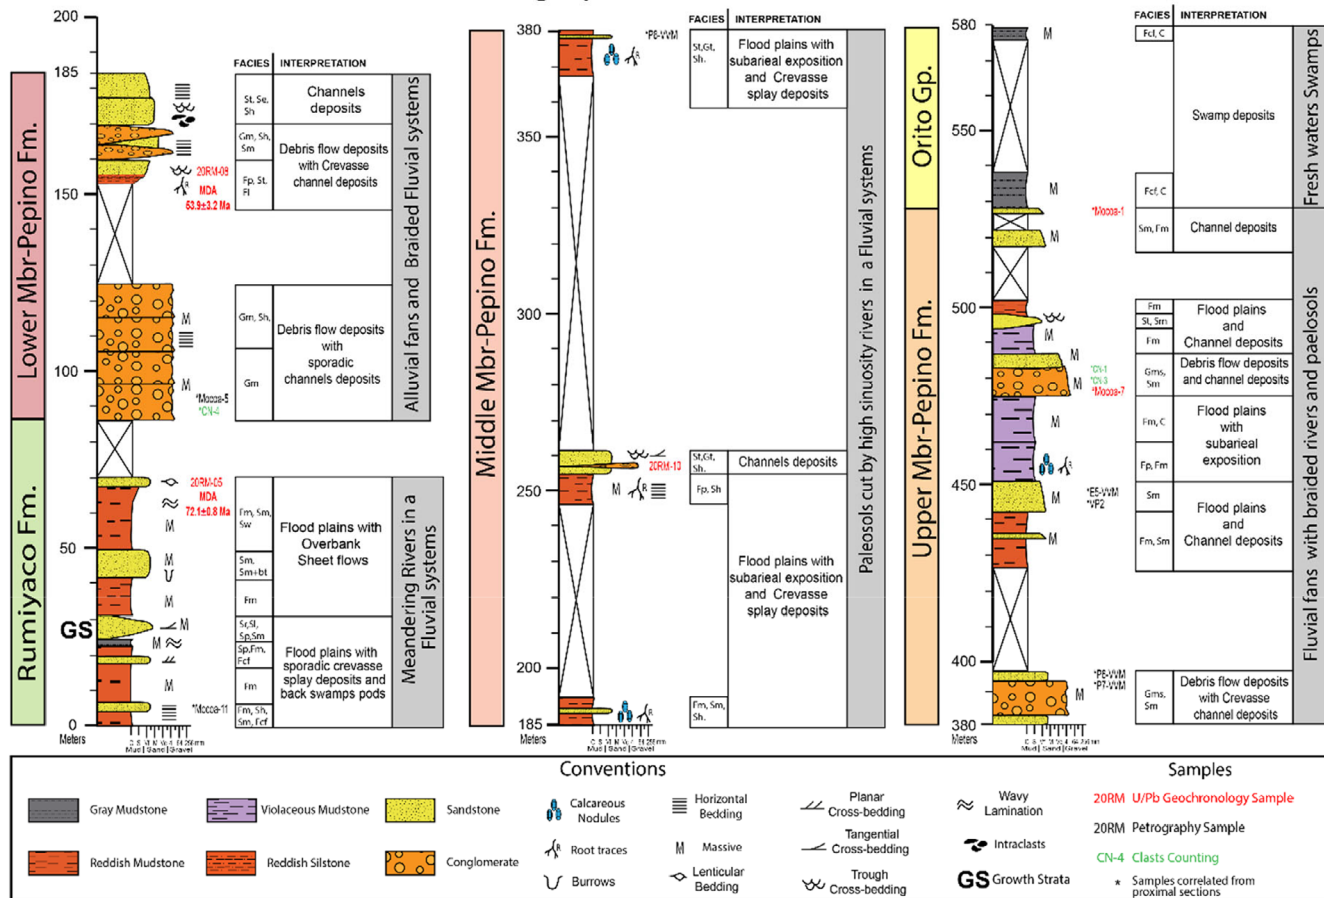 200
185
150
100
50
0
Meters
Mud | Sand | Gravel
Lower Mbr-Pepino Fm.
Rumiyaco Fm.
GS
20RM-08
MDA
63.9±3.2 Ma
M
M
*Mocoa-5
*CN-4
20RM-05
MDA
72.1±0.8 Ma
M
M
M
M
M
M
*Mocoa-11
FACIES
INTERPRETATION
St, Se,
Sh
Channels
deposits
Gm, Sh,
Sm
Fp, St,
Fl
Debris flow deposits
with Crevasse
channel deposits
Gm, Sh,
Gm
Debris flow deposits
with
sporadic
channels deposits
Alluvial fans and Braided Fluvial systems
Fm, Sm,
Sw
Sm,
Sm+bt
Fm
Flood plains with
Overbank
Sheet flows
Sr,Sl,
Sp,Sm
Sp,Fm,
Fcf
Fm
Fm, Sh,
Sm, Fcf
Flood plains with
sporadic crevasse
splay deposits and
back swamps pods
Meandering Rivers in a
Fluvial systems
Middle Mbr-Pepino Fm.
380
350
300
250
200
185
Meters
Mud | Sand | Gravel
*P8-VVM
R
20RM-10
M
R
R
St,Gt,
Sh.
Flood plains with
subarieal exposition
and Crevasse
splay deposits
St,Gt,
Sh.
Channels deposits
Fp, Sh
Flood plains with
subarieal exposition
and Crevasse
splay deposits
Fm, Sm,
Sh.
Paleosols cut by high sinuosity rivers in a Fluvial systems
Orito Gp.
Upper Mbr-Pepino Fm.
580
550
500
450
400
380
Meters
Mud | Sand | Gravel
M
M
*Mocoa-1
M
M
M
*CN-1
*CN-3
*Mocoa-7
M
M
R
*E5-VVM
*VP2
M
M
*P6-VVM
*P7-VVM
M
FACIES
INTERPRETATION
Fcf, C
Swamp deposits
Fcf, C
Fresh waters Swamps
Sm, Fm
Channel deposits
Fm
St, Sm
Fm
Flood plains
and
Channel deposits
Gms,
Sm
Debris flow deposits
and channel deposits
Fm, C
Fp, Fm
Flood plains
with
subarieal
exposition
Sm
Fm, Sm
Flood plains
and
Channel deposits
Gms,
Sm
Debris flow deposits
with Crevasse
channel deposits
Fluvial fans with braided rivers and paelosols
Conventions
Gray Mudstone
Violaceous Mudstone
Sandstone
Reddish Mudstone
Reddish Silstone
Conglomerate
Calcareous
Nodules
R
Root traces
Burrows
Horizontal
Bedding
M
Massive
Lenticular
Bedding
Planar
Cross-bedding
Tangential
Cross-bedding
Trough
Cross-bedding
Wavy
Lamination
Intraclasts
GS Growth Strata
Samples
20RM U/Pb Geochronology Sample
20RM Petrography Sample
CN-4 Clasts Counting
* Samples correlated from
proximal sections